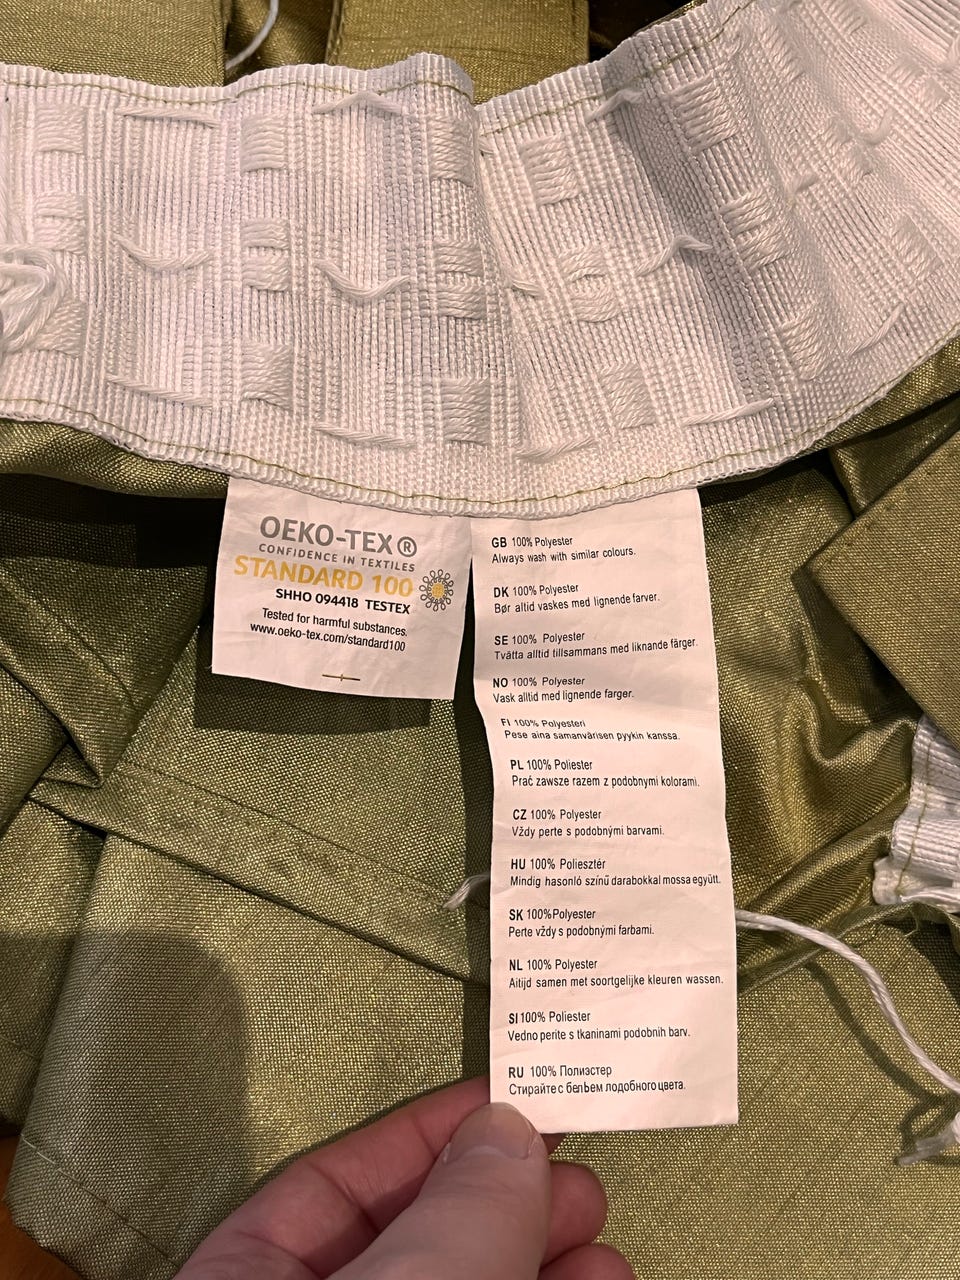 OEKO-TEX®
CONFIDENCE IN TEXTILES
STANDARD 100
SHHO 094418 TESTEX
Tested for harmful substances.
www.oeko-tex.com/standard100
GB 100% Polyester
Always wash with similar colours.
DK 100% Polyester
Bør altid vaskes med lignende farver.
SE 100% Polyester
Tvätta alltid tillsammans med liknande färger.
NO 100% Polyester
Vask alltid med lignende farger.
FI 100% Polyesteri
Pese aina samanvärisen pyykin kanssa.
PL 100% Poliester
Prać zawsze razem z podobnymi kolorami.
CZ 100% Polyester
Vždy perte s podobnými barvami.
HU 100% Poliesztér
Mindig hasonló színű darabokkal mossa együtt.
SK 100%Polyester
Perte vždy s podobnými farbami.
NL 100% Polyester
Aitijd samen met soortgelijke kleuren wassen.
SI 100% Poliester
Vedno perite s tkaninami podobnih barv.
RU 100% Полиэстер
Стирайте с бельем подобного цвета.